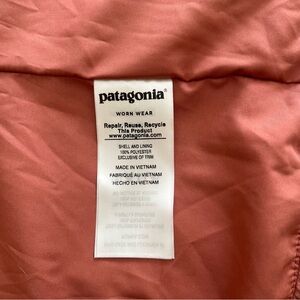 patagonia®
WORN WEAR
Repair, Reuse, Recycle
This Product
www.patagonia.com
SHELL AND LINING
100% POLYESTER
EXCLUSIVE OF TRIM
MADE IN VIETNAM
FABRIQUÉ AU VIETNAM
HECHO EN VIETNAM